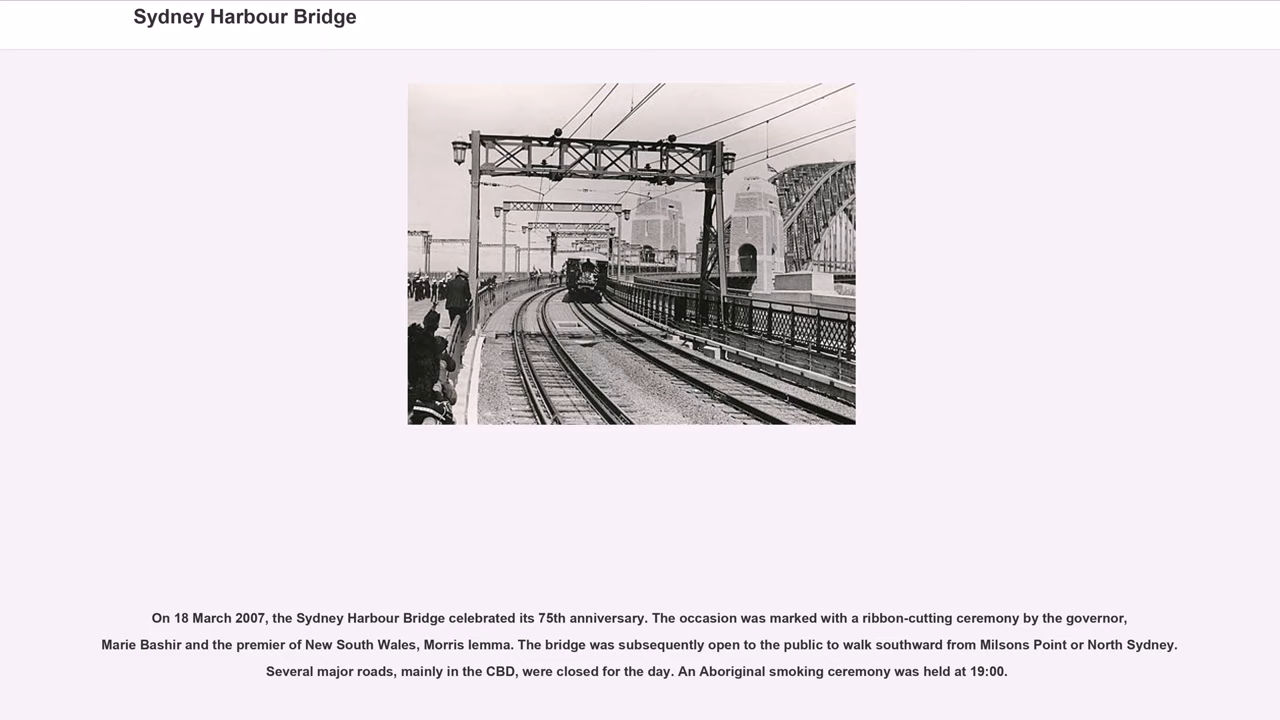 Sydney Harbour Bridge
On 18 March 2007, the Sydney Harbour Bridge celebrated its 75th anniversary. The occasion was marked with a ribbon-cutting ceremony by the governor,
Marie Bashir and the premier of New South Wales, Morris lemma. The bridge was subsequently open to the public to walk southward from Milsons Point or North Sydney.
Several major roads, mainly in the CBD, were closed for the day. An Aboriginal smoking ceremony was held at 19:00.